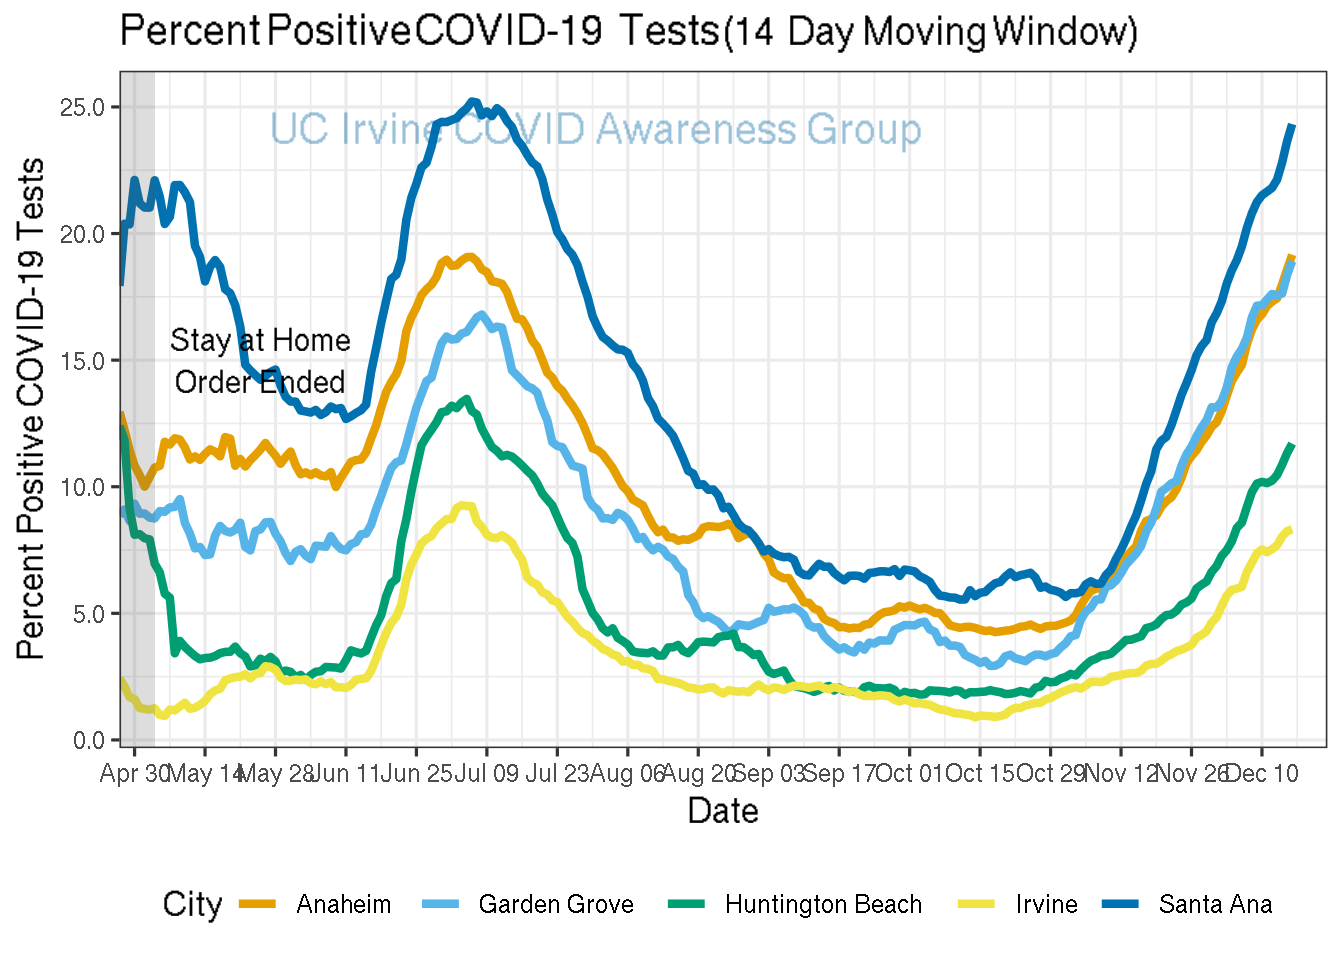 Percent Positive COVID-19 Tests (14 Day Moving Window)
UC Irvine COVID Awareness Group
Stay at Home
Order Ended
Percent Positive COVID-19 Tests
25.0
20.0
15.0
10.0
5.0
0.0
Apr 30 May 14 May 28 Jun 11 Jun 25 Jul 09 Jul 23 Aug 06 Aug 20 Sep 03 Sep 17 Oct 01 Oct 15 Oct 29 Nov 12 Nov 26 Dec 10
Date
City Anaheim Garden Grove Huntington Beach Irvine Santa Ana